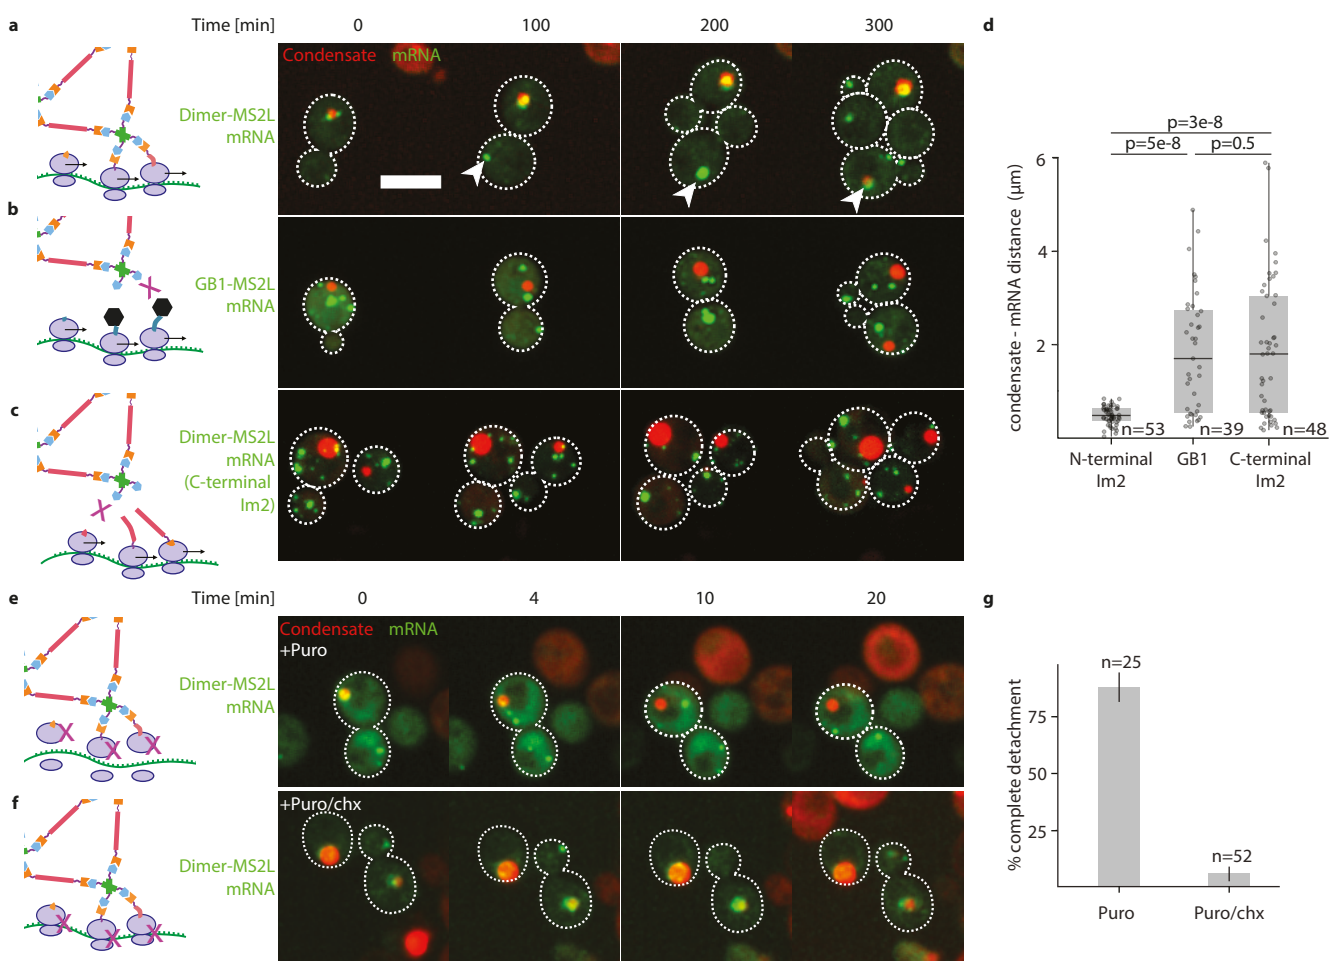 a
Time [min]
0
100
200
300
Condensate mRNA
Dimer-MS2L
mRNA
b
GB1-MS2L
mRNA
c
Dimer-MS2L
mRNA
(C-terminal
Im2)
d
p=3e-8
p=5e-8
p=0.5
6
4
2
condensate - mRNA distance (μm)
n=53
n=39
n=48
N-terminal
Im2
GB1
C-terminal
Im2
e
Time [min]
0
4
10
20
Condensate mRNA
+Puro
Dimer-MS2L
mRNA
f
+Puro/chx
Dimer-MS2L
mRNA
g
n=25
75
50
25
% complete detachment
n=52
Puro
Puro/chx